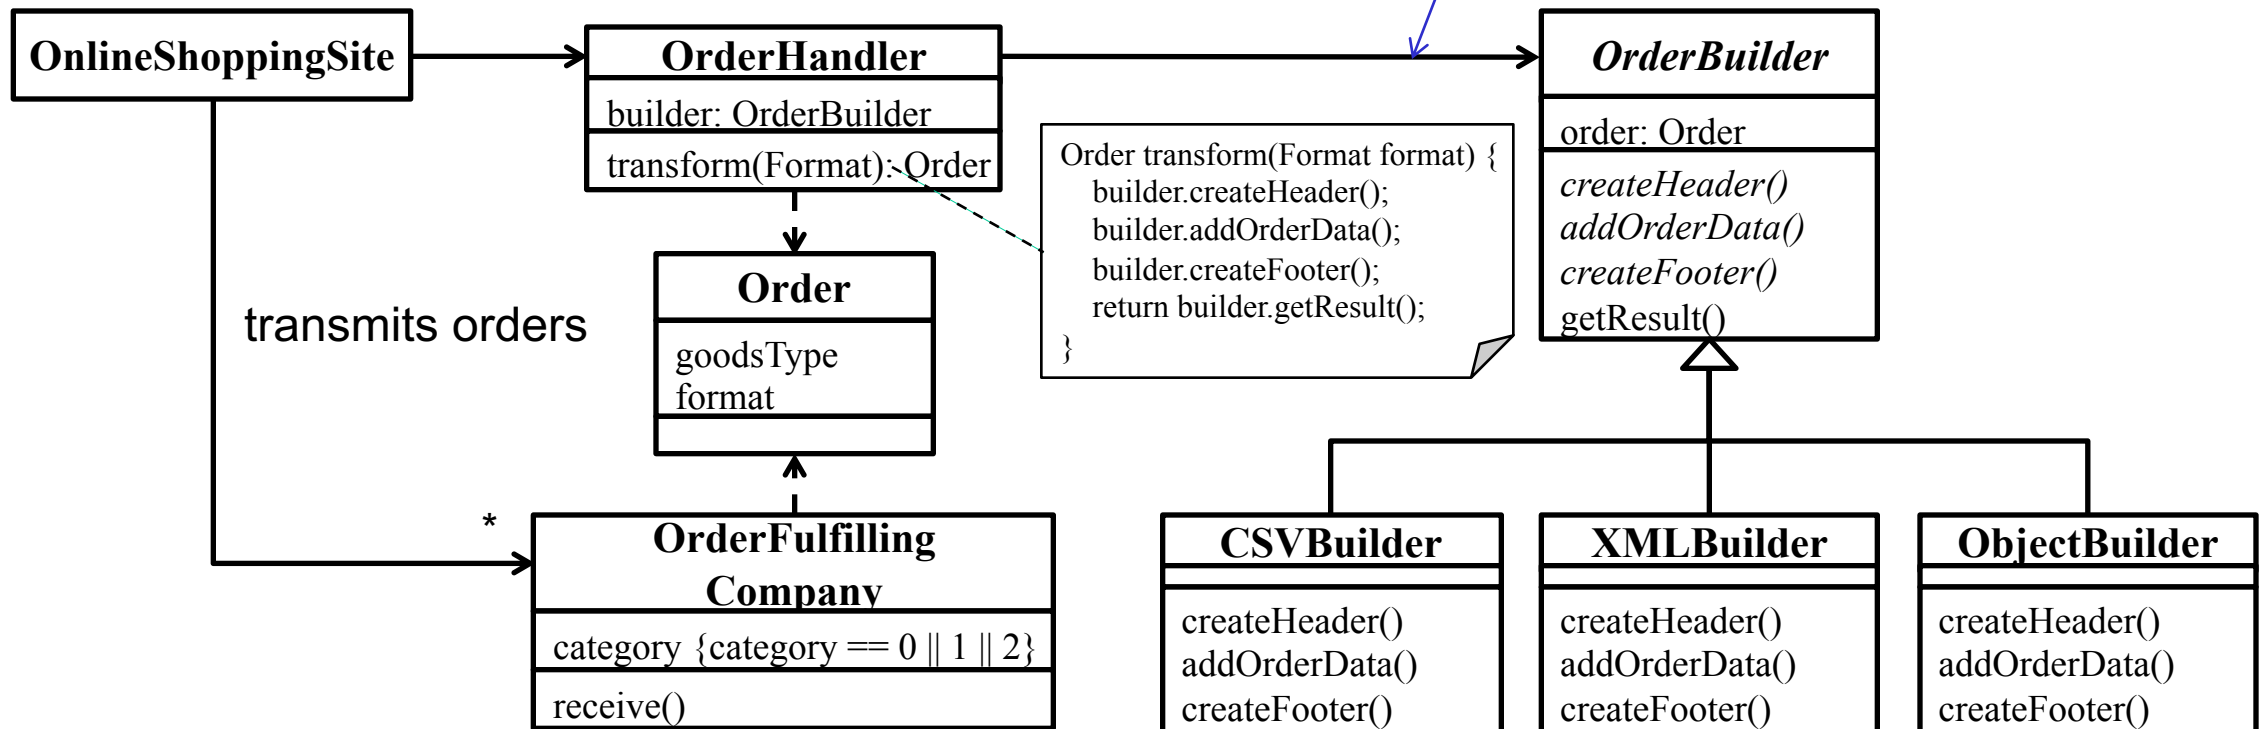 OnlineShoppingSite
OrderHandler
builder: OrderBuilder
transform(Format): Order
OrderBuilder
order: Order
createHeader()
addOrderData()
createFooter()
getResult()
Order transform(Format format) {
builder.createHeader();
builder.addOrderData();
builder.createFooter();
return builder.getResult();
}
Order
goodsType
format
transmits orders
*
OrderFulfilling
Company
category {category == 0 || 1 || 2}
receive()
CSVBuilder
createHeader()
addOrderData()
createFooter()
XMLBuilder
createHeader()
addOrderData()
createFooter()
ObjectBuilder
createHeader()
addOrderData()
createFooter()